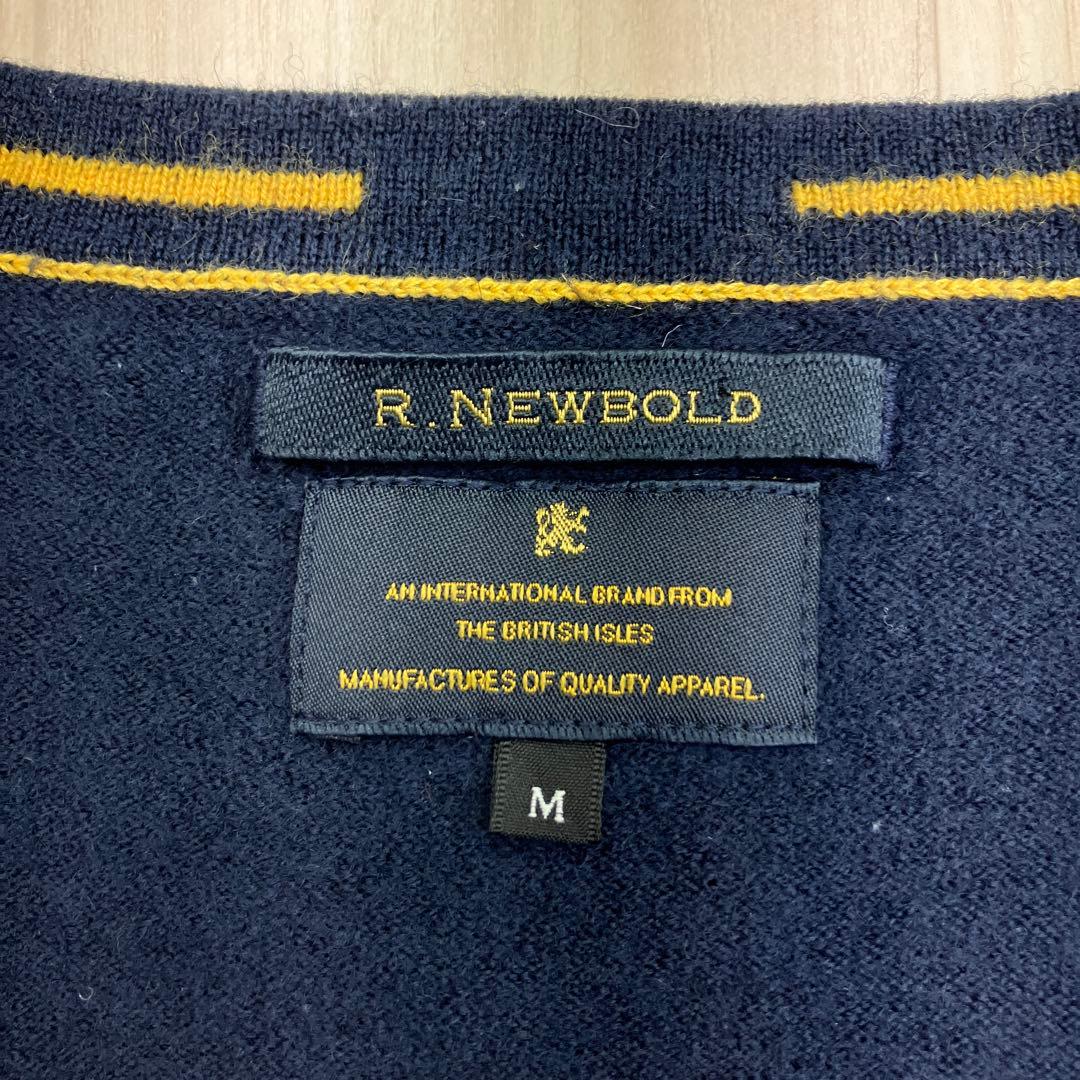 R. NEWBOLD
AN INTERNATIONAL BRAND FROM
THE BRITISH ISLES
MANUFACTURES OF QUALITY APPAREL.
M